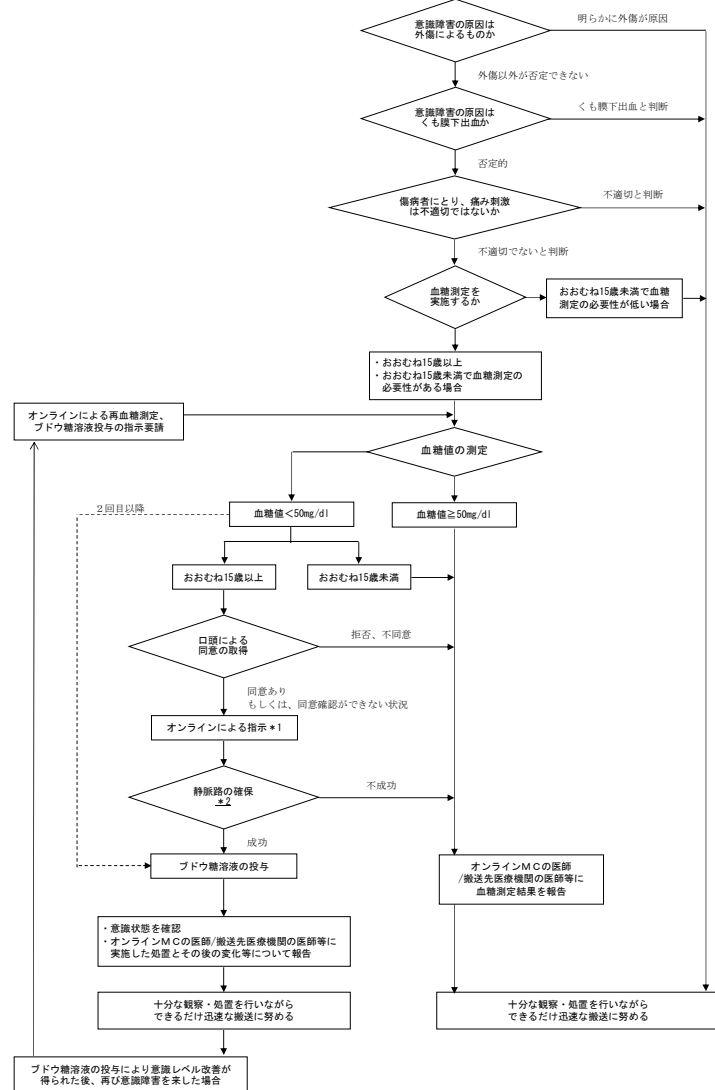 意識障害の原因は
外傷によるものか
明らかに外傷が原因
外傷以外が否定できない
意識障害の原因は
くも膜下出血か
くも膜下出血と判断
否定的
傷病者にとり、痛み刺激
は不適切ではないか
不適切と判断
不適切でないと判断
血糖測定を
実施するか
おおむね15歳未満で血糖
測定の必要性が低い場合
・おおむね15歳以上
・おおむね15歳未満で血糖測定の
必要性がある場合
オンラインによる再血糖測定、
ブドウ糖溶液投与の指示要請
血糖値の測定
2回目以降
血糖値＜50mg/dl
血糖値≧50mg/dl
おおむね15歳以上
おおむね15歳未満
口頭による
同意の取得
拒否、不同意
同意あり
もしくは、同意確認ができない状況
オンラインによる指示＊1
静脈路の確保
＊2
不成功
成功
ブドウ糖溶液の投与
オンラインＭＣの医師
/搬送先医療機関の医師等に
血糖測定結果を報告
・意識状態を確認
・オンラインＭＣの医師/搬送先医療機関の医師等に
実施した処置とその後の変化等について報告
十分な観察・処置を行いながら
できるだけ迅速な搬送に努める
十分な観察・処置を行いながら
できるだけ迅速な搬送に努める
ブドウ糖溶液の投与により意識レベル改善が
得られた後、再び意識障害を来した場合